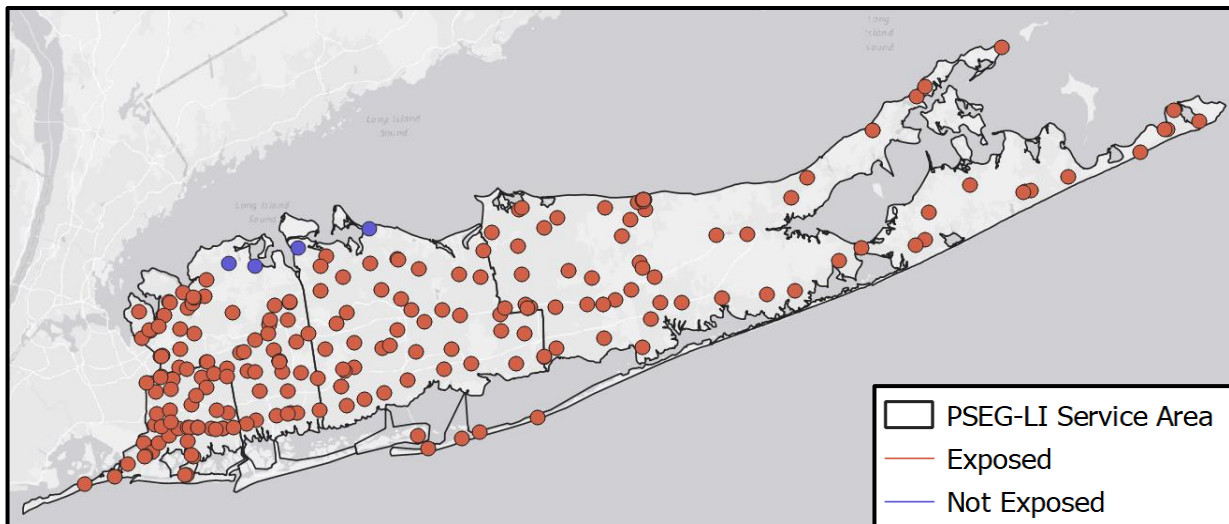 Long
Island
Sound
Long Island
Sound
Long Island
Sound
PSEG-LI Service Area
Exposed
Not Exposed